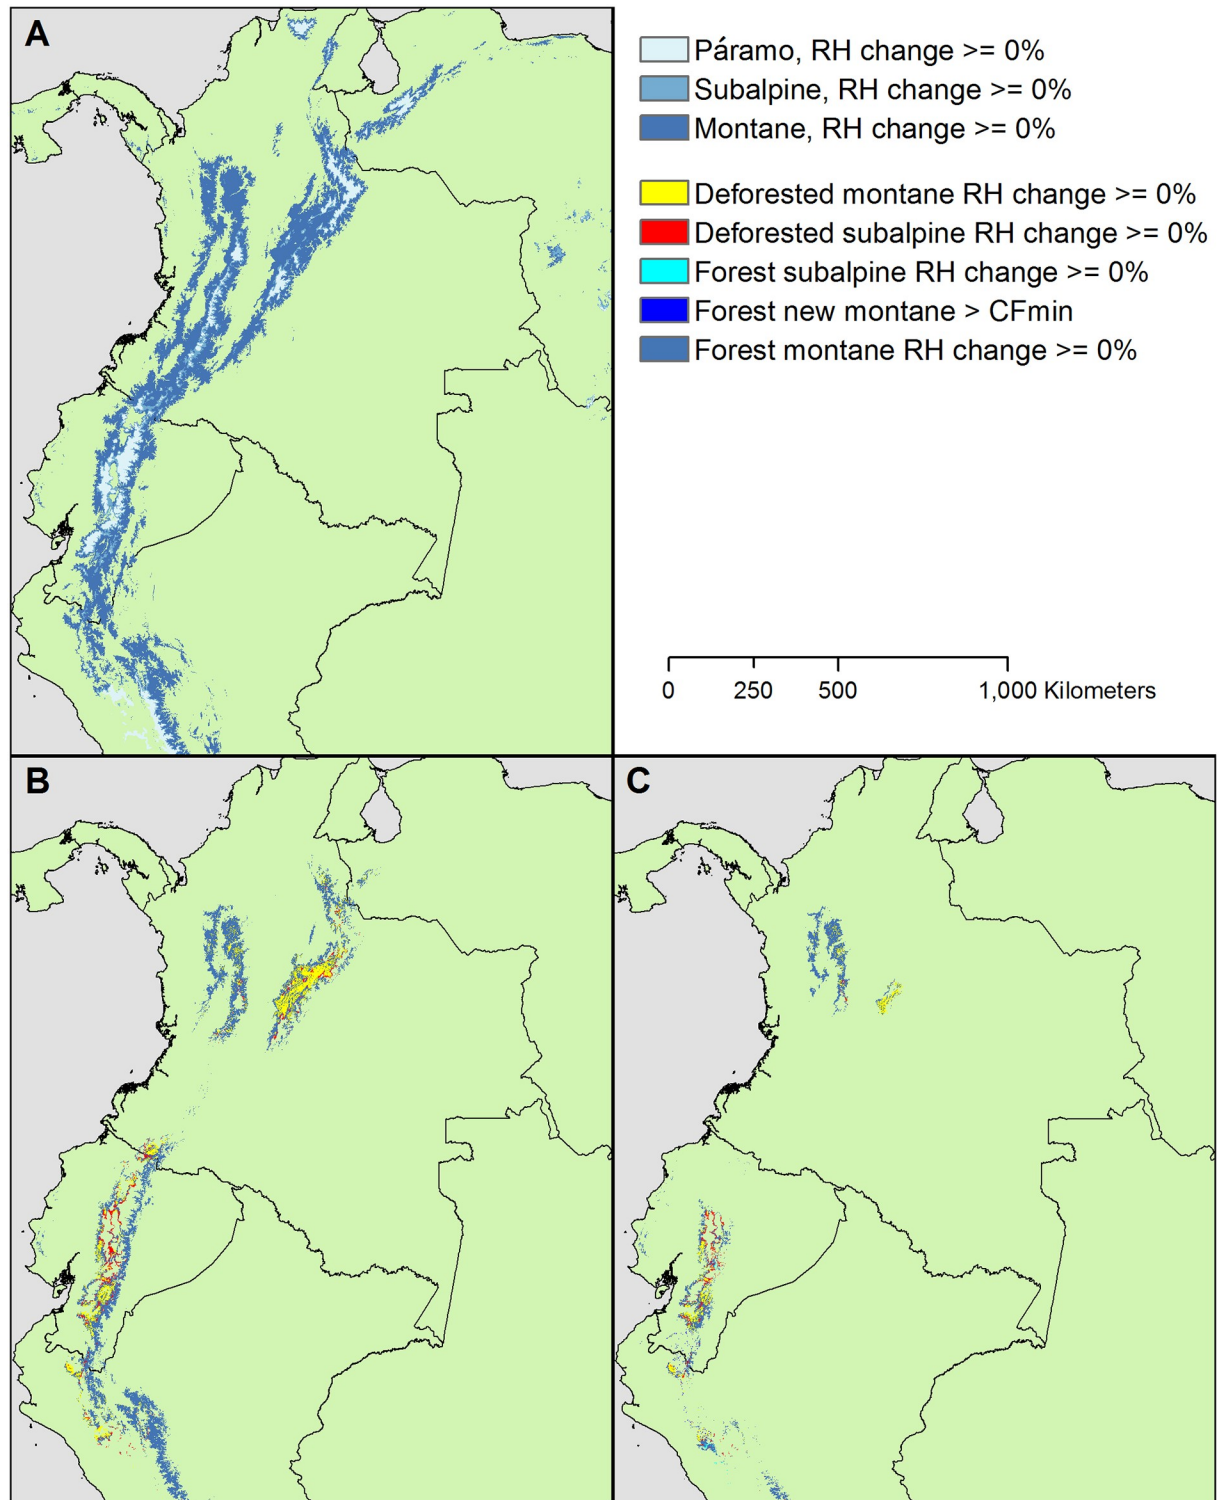 A
Páramo, RH change >= 0%
Subalpine, RH change >= 0%
Montane, RH change >= 0%
Deforested montane RH change >= 0%
Deforested subalpine RH change >= 0%
Forest subalpine RH change >= 0%
Forest new montane > CFmin
Forest montane RH change >= 0%
0 250 500 1,000 Kilometers
B
C